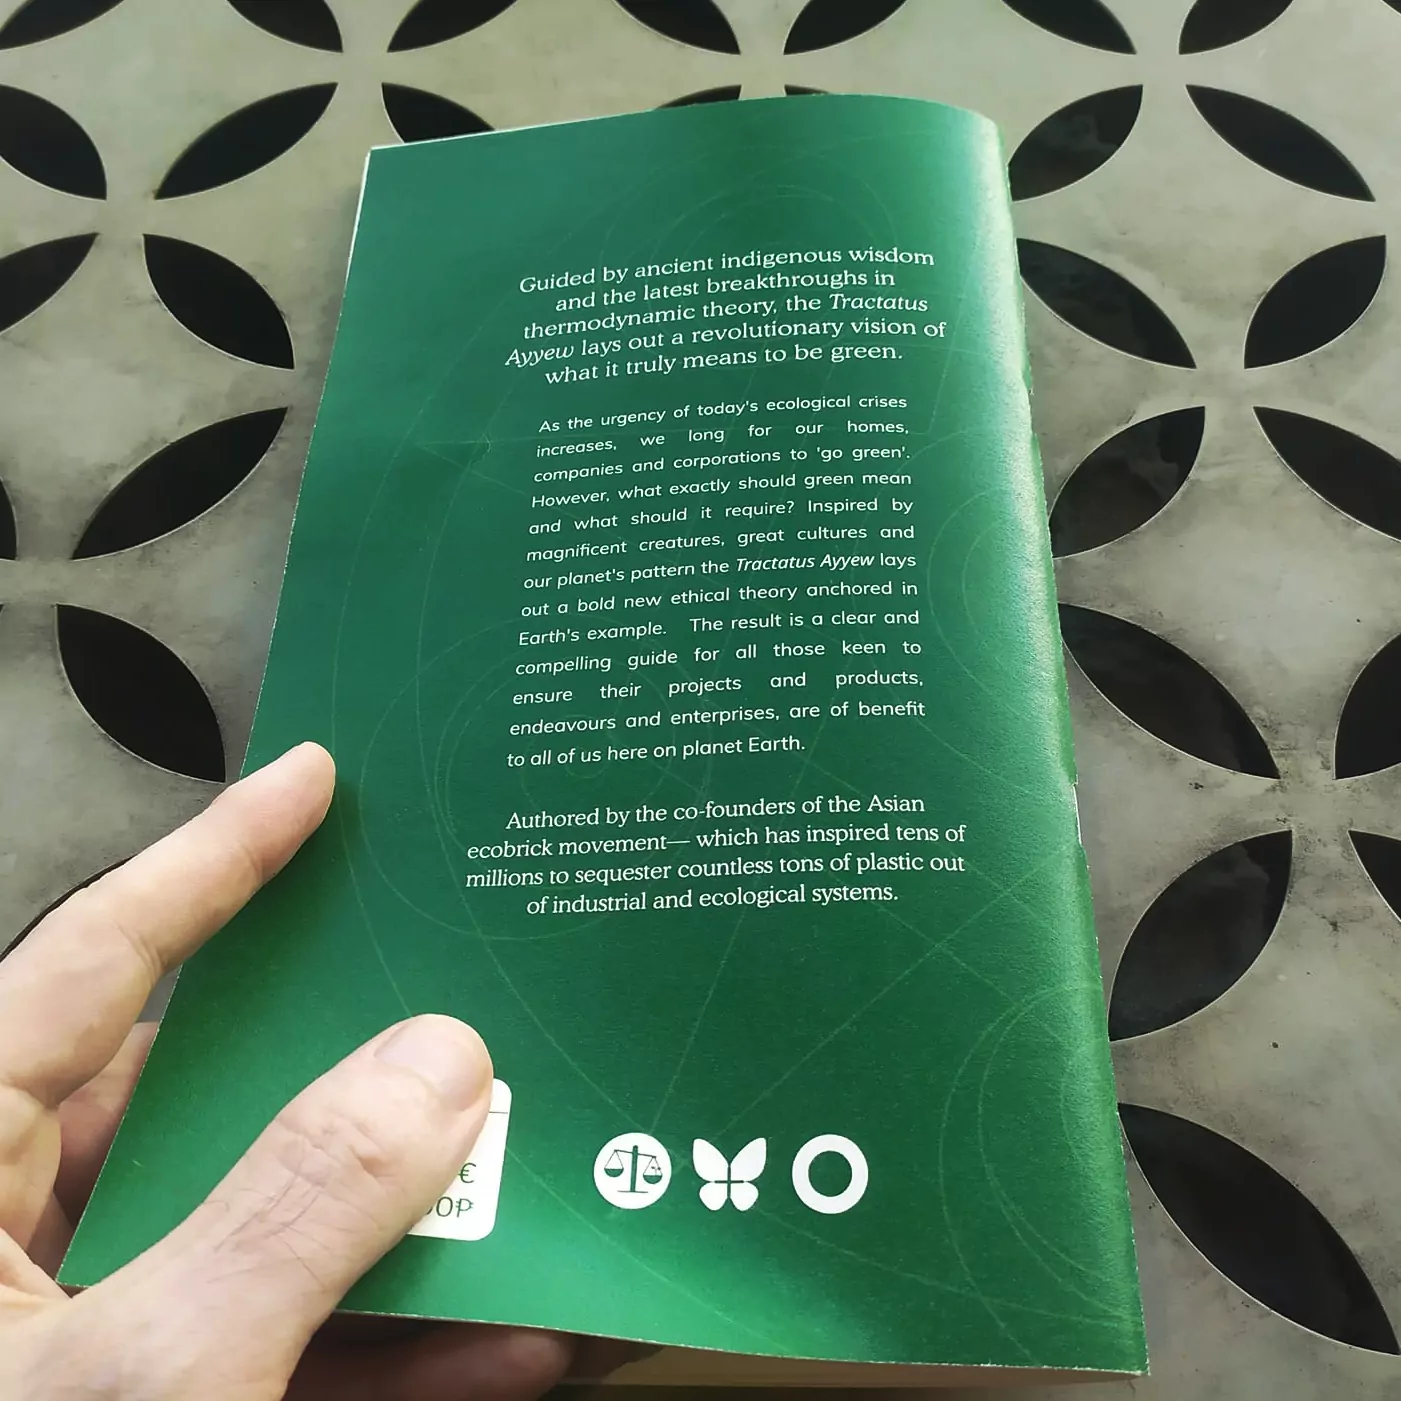 Guided by ancient indigenous wisdom
and the latest breakthroughs in
thermodynamic theory, the Tractatus
Ayyew lays out a revolutionary vision of
what it truly means to be green.
As the urgency of today's ecological crises
increases, we long for our homes,
companies and corporations to 'go green'.
However, what exactly should green mean
and what should it require? Inspired by
magnificent creatures, great cultures and
our planet's pattern the Tractatus Ayyew lays
out a bold new ethical theory anchored in
Earth's example. The result is a clear and
compelling guide for all those keen to
ensure their projects and products,
endeavours and enterprises, are of benefit
to all of us here on planet Earth.
Authored by the co-founders of the Asian
ecobrick movement— which has inspired tens of
millions to sequester countless tons of plastic out
of industrial and ecological systems.
€